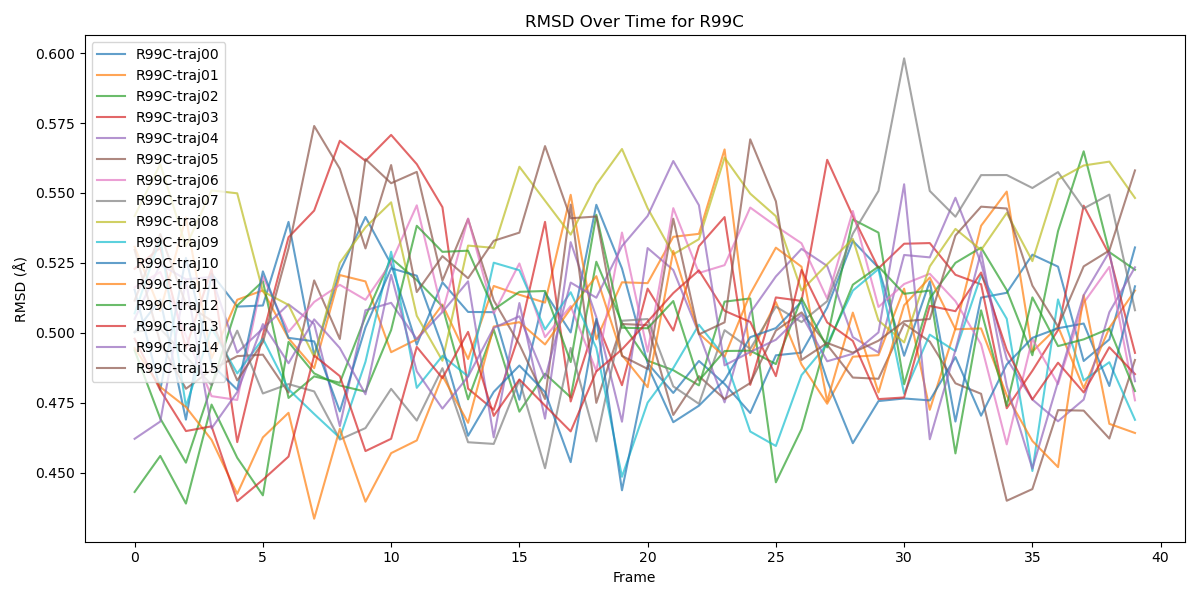 RMSD Over Time for R99C
R99C-traj00
R99C-traj01
R99C-traj02
R99C-traj03
R99C-traj04
R99C-traj05
R99C-traj06
R99C-traj07
R99C-traj08
R99C-traj09
R99C-traj10
R99C-traj11
R99C-traj12
R99C-traj13
R99C-traj14
R99C-traj15
0.600
0.575
0.550
0.525
0.500
0.475
0.450
RMSD (Å)
0 5 10 15 20 25 30 35 40
Frame